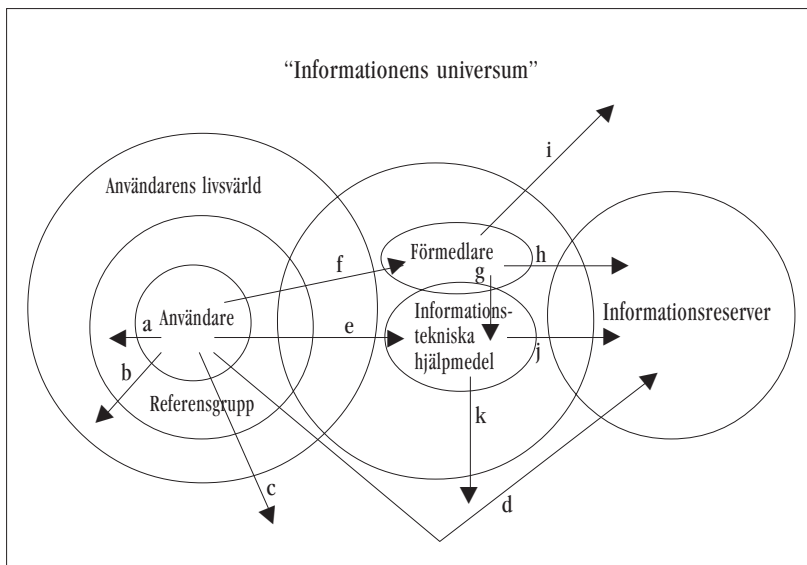 “Informationens universum”
i
Användarens livsvärld
Förmedlare
h
f
g
Informationsreserver
a
Användare
e
Informations-
tekniska
hjälpmedel
j
b
Referensgrupp
k
c
d